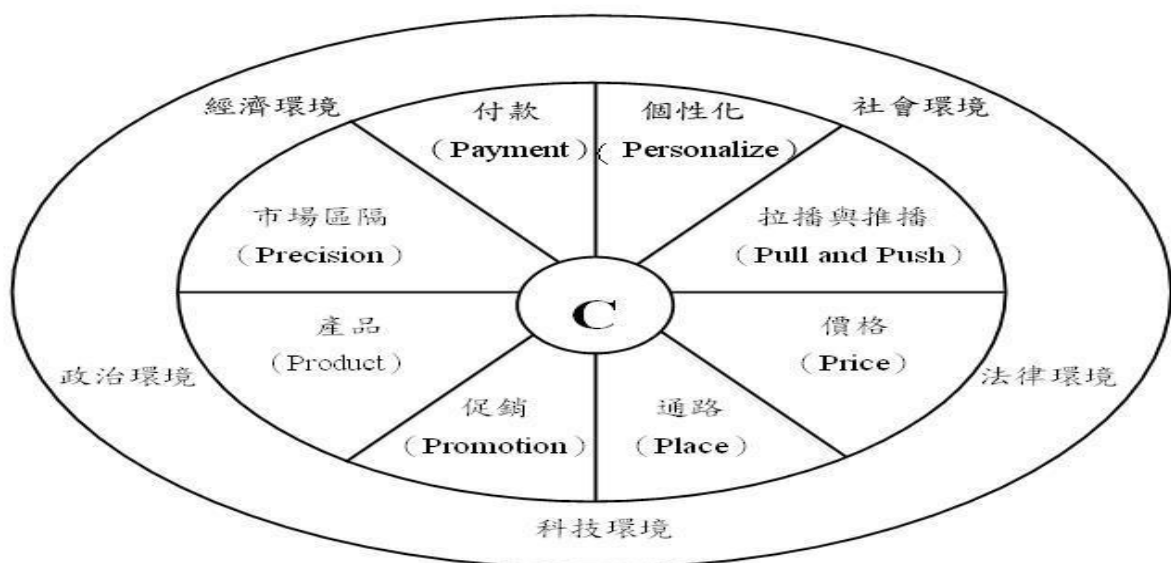 經濟環境
社會環境
付款
（Payment）
個性化
（Personalize）
市場區隔
（Precision）
拉播與推播
（Pull and Push）
C
產品
（Product）
價格
（Price）
政治環境
法律環境
促銷
（Promotion）
通路
（Place）
科技環境